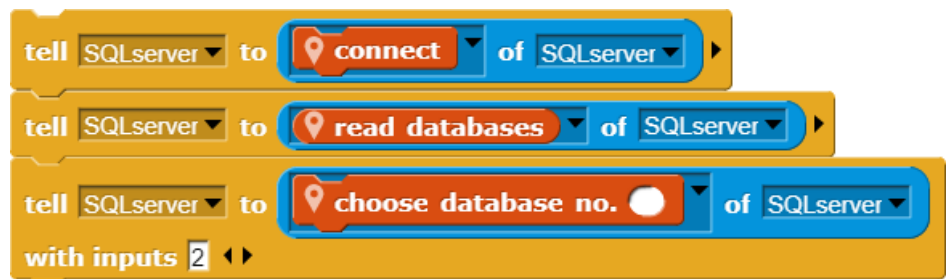 tell SQLserver to connect of SQLserver
tell SQLserver to read databases of SQLserver
tell SQLserver to choose database no. of SQLserver
with inputs 2